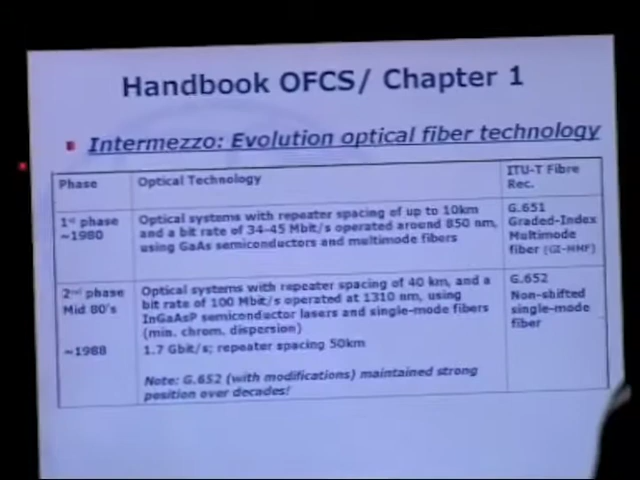 Handbook OFCS/ Chapter 1
Intermezzo: Evolution optical fiber technology
Phase
Optical Technology
ITU-T Fibre
Rec.
1st phase
~1980
Optical systems with repeater spacing of up to 10km
and a bit rate of 34-45 Mbit/s operated around 850 nm,
using GaAs semiconductors and multimode fibers
G.651
Graded-Index
Multimode
fiber (GI-MMF)
2nd phase
Mid 80's
~1988
Optical systems with repeater spacing of 40 km, and a
bit rate of 100 Mbit/s operated at 1310 nm, using
InGaAsP semiconductor lasers and single-mode fibers
(min. chrom. dispersion)
1.7 Gbit/s; repeater spacing 50km
Note: G.652 (with modifications) maintained strong
position over decades!
G.652
Non-shifted
single-mode
fiber